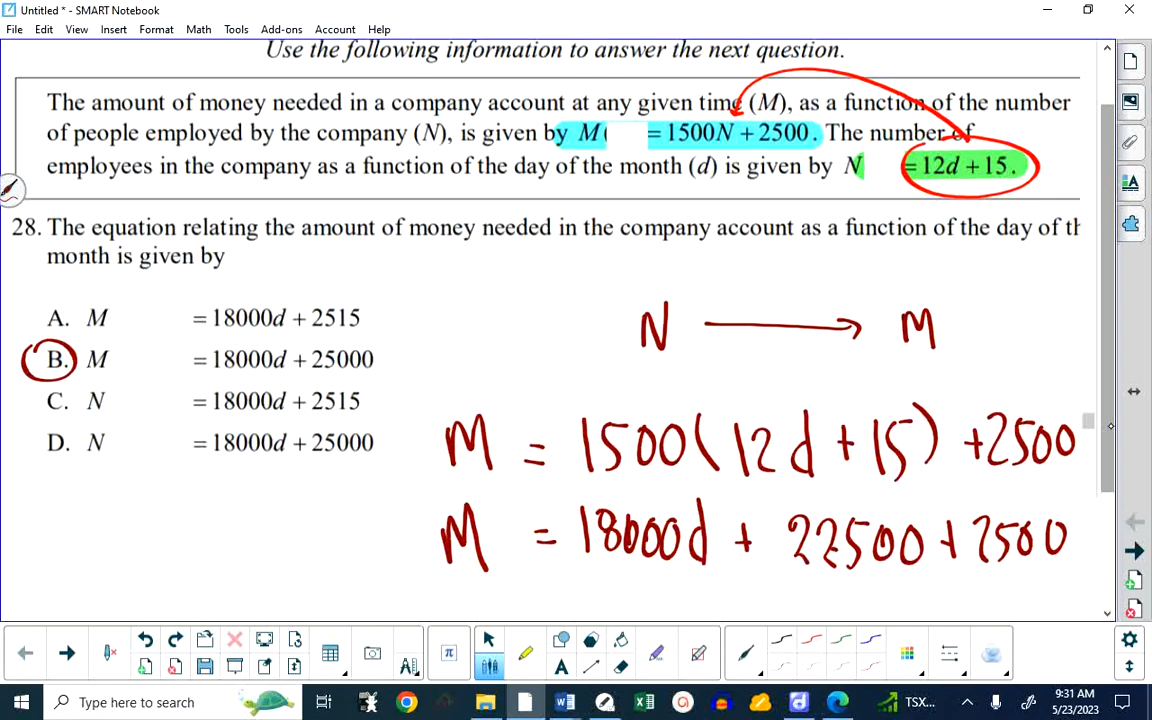 Untitled * - SMART Notebook
File Edit View Insert Format Math Tools Add-ons Account Help
Use the following information to answer the next question.
The amount of money needed in a company account at any given time (M), as a function of the number
of people employed by the company (N), is given by M( = 1500N + 2500. The number of
employees in the company as a function of the day of the month (d) is given by N = 12d + 15.
28. The equation relating the amount of money needed in the company account as a function of the day of th
month is given by
A. M = 18000d + 2515
B. M = 18000d + 25000
C. N = 18000d + 2515
D. N = 18000d + 25000
N → M
M = 1500(12d + 15) + 2500
M = 18000d + 22500 + 2500
Type here to search
TSX...
9:31 AM
5/23/2023